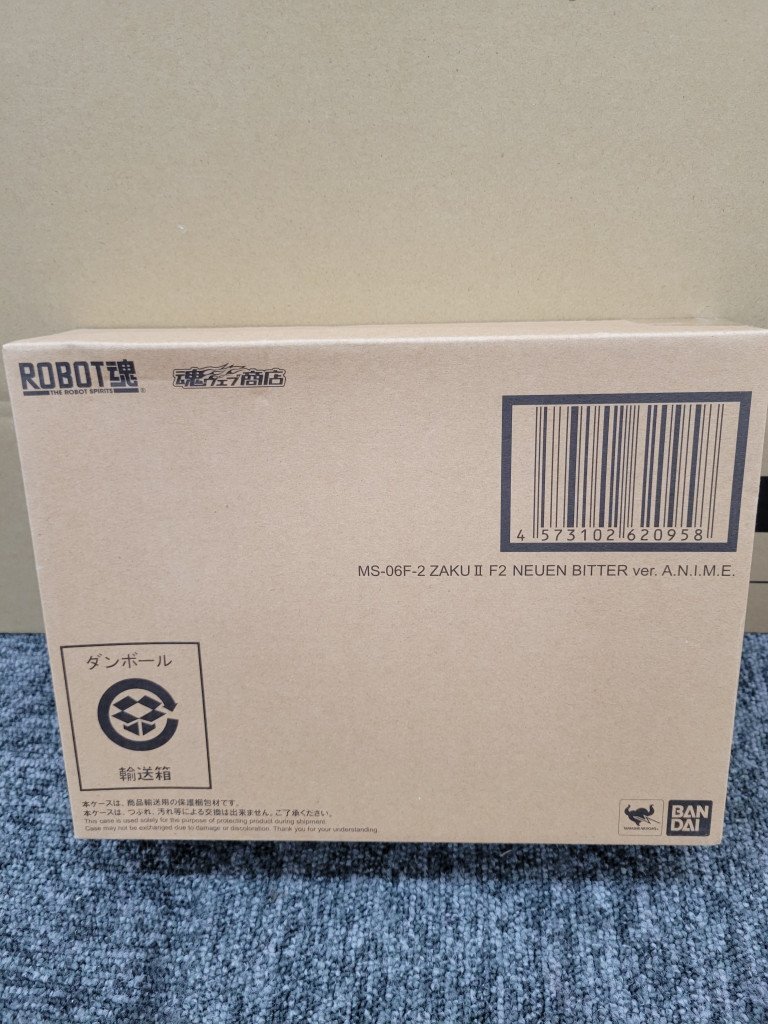 ROBOT魂
THE ROBOT SPIRITS ®
魂ウェブ商店
4 573102 620958
MS-06F-2 ZAKU II F2 NEUEN BITTER ver. A.N.I.M.E.
ダンボール
輸送箱
本ケースは、商品輸送用の保護梱包材です。
本ケースは、つぶれ、汚れ等による交換は出来ません。ご了承ください。
This case is used solely for the purpose of protecting product during shipment.
Case may not be exchanged due to damage or discoloration. Thank you for your understanding.
BAN
DAI